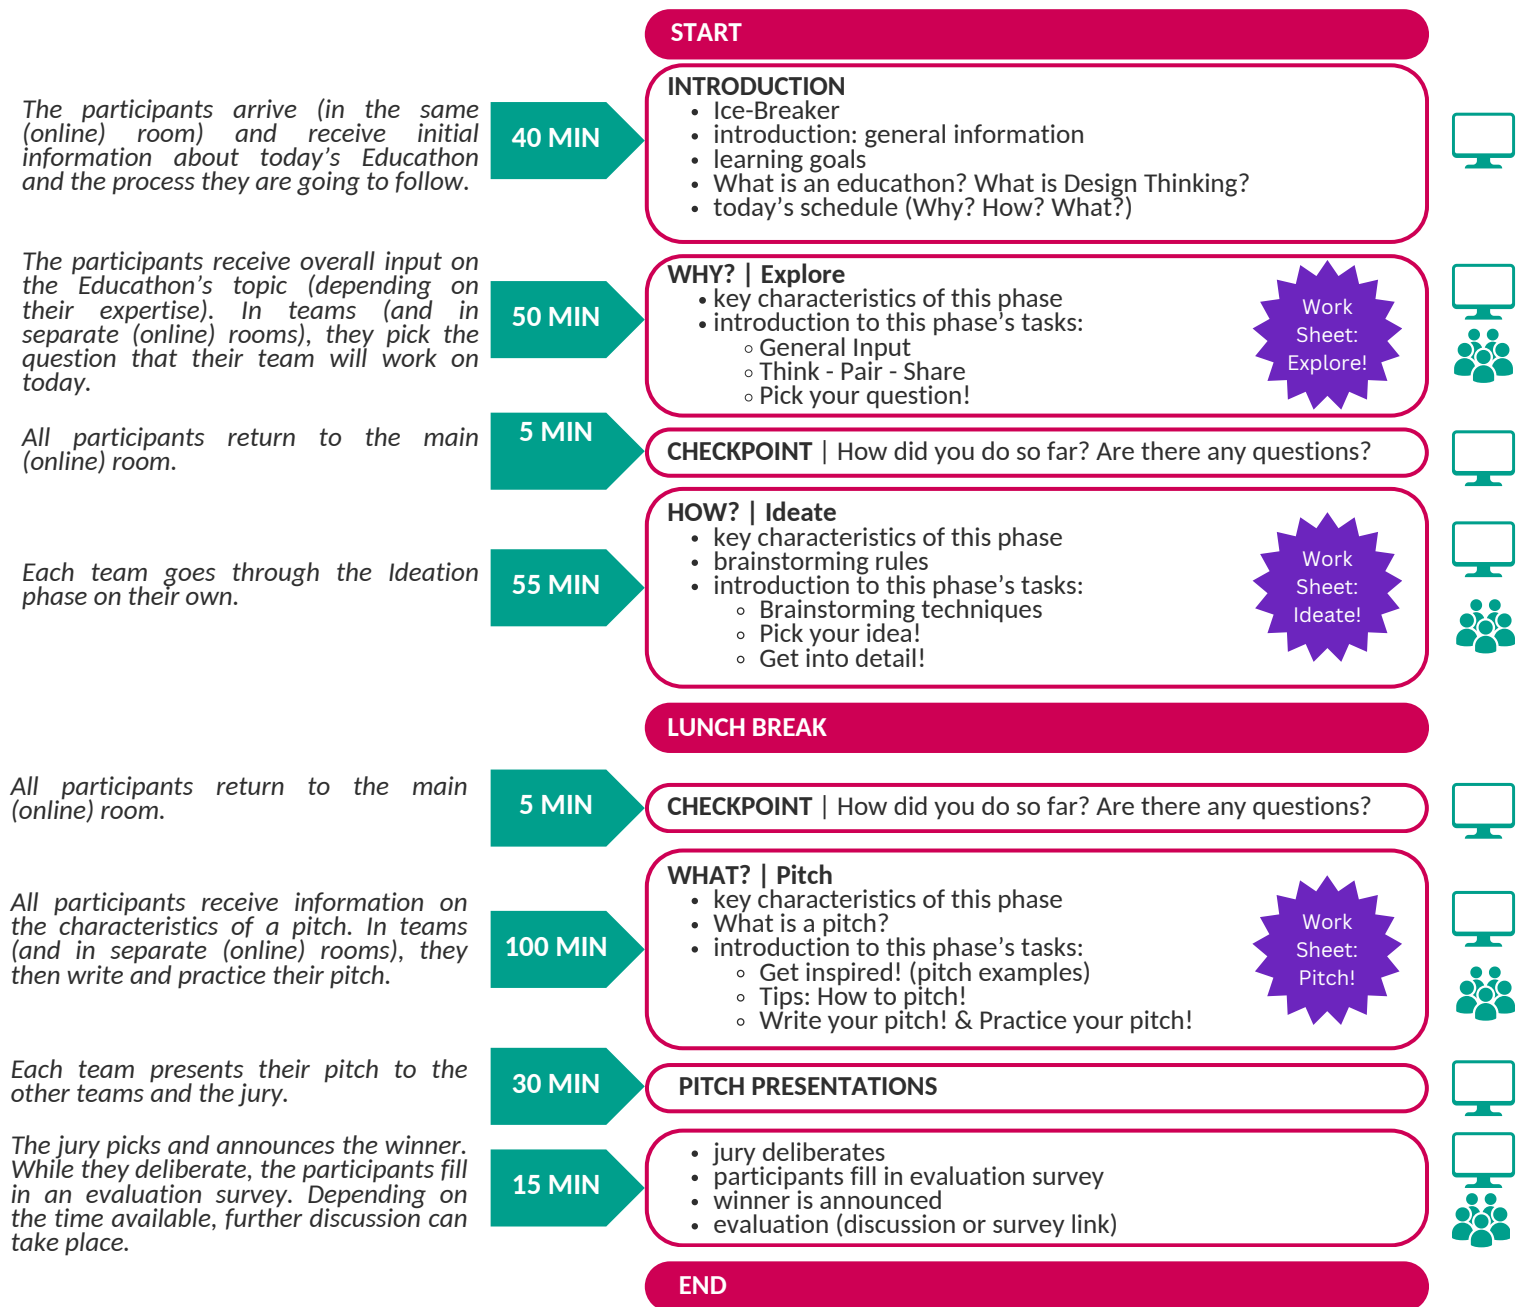 START
The participants arrive (in the same
(online) room) and receive initial
information about today's Educathon
and the process they are going to follow.
40 MIN
INTRODUCTION
• Ice-Breaker
• introduction: general information
• learning goals
• What is an educathon? What is Design Thinking?
• today's schedule (Why? How? What?)
The participants receive overall input on
the Educathon's topic (depending on
their expertise). In teams (and in
separate (online) rooms), they pick the
question that their team will work on
today.
50 MIN
WHY? | Explore
• key characteristics of this phase
• introduction to this phase's tasks:
◦ General Input
◦ Think - Pair - Share
◦ Pick your question!
Work
Sheet:
Explore!
All participants return to the main
(online) room.
5 MIN
CHECKPOINT | How did you do so far? Are there any questions?
Each team goes through the Ideation
phase on their own.
55 MIN
HOW? | Ideate
• key characteristics of this phase
• brainstorming rules
• introduction to this phase's tasks:
◦ Brainstorming techniques
◦ Pick your idea!
◦ Get into detail!
Work
Sheet:
Ideate!
LUNCH BREAK
All participants return to the main
(online) room.
5 MIN
CHECKPOINT | How did you do so far? Are there any questions?
All participants receive information on
the characteristics of a pitch. In teams
(and in separate (online) rooms), they
then write and practice their pitch.
100 MIN
WHAT? | Pitch
• key characteristics of this phase
• What is a pitch?
• introduction to this phase's tasks:
◦ Get inspired! (pitch examples)
◦ Tips: How to pitch!
◦ Write your pitch! & Practice your pitch!
Work
Sheet:
Pitch!
Each team presents their pitch to the
other teams and the jury.
30 MIN
PITCH PRESENTATIONS
The jury picks and announces the winner.
While they deliberate, the participants fill
in an evaluation survey. Depending on
the time available, further discussion can
take place.
15 MIN
• jury deliberates
• participants fill in evaluation survey
• winner is announced
• evaluation (discussion or survey link)
END